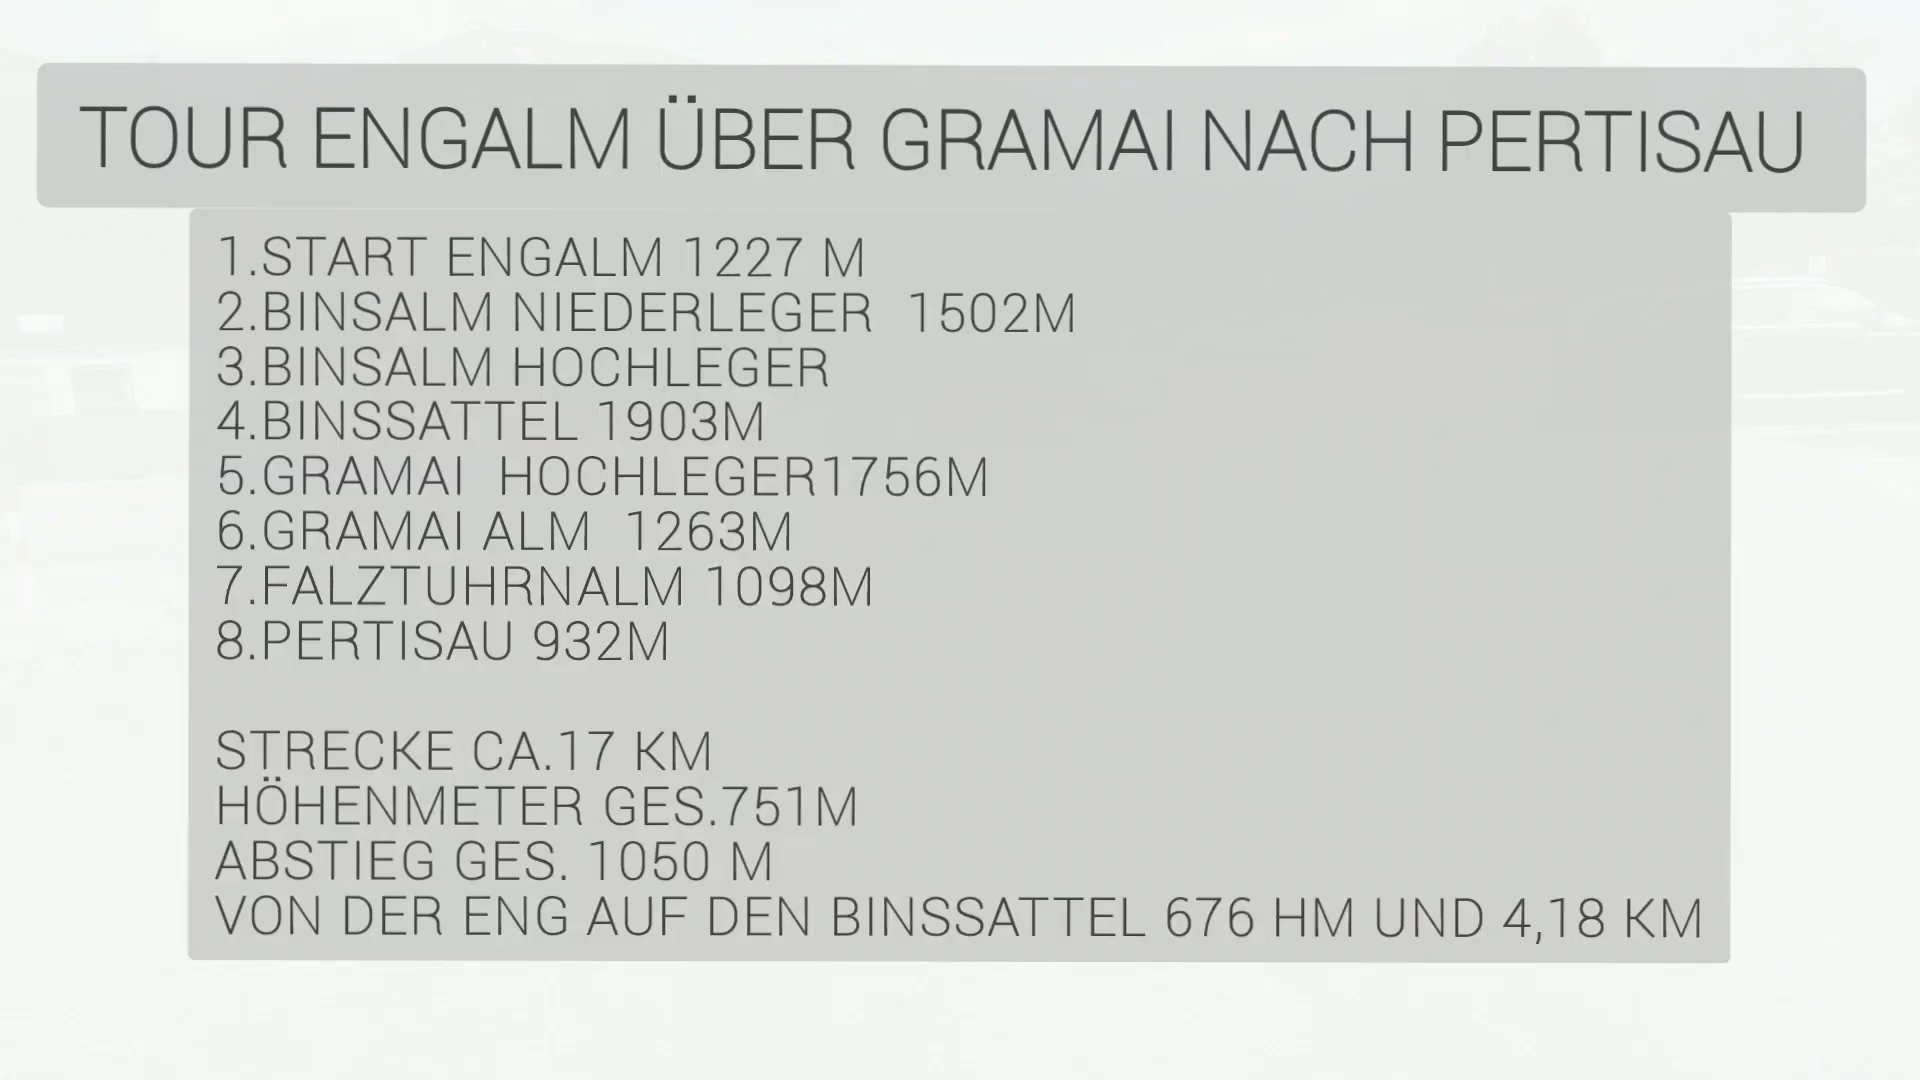 TOUR ENGALM ÜBER GRAMAI NACH PERTISAU
1.START ENGALM 1227 M
2.BINSALM NIEDERLEGER  1502M
3.BINSALM HOCHLEGER
4.BINSSATTEL 1903M
5.GRAMAI  HOCHLEGER1756M
6.GRAMAI ALM  1263M
7.FALZTUHRNALM 1098M
8.PERTISAU 932M
STRECKE CA.17 KM
HÖHENMETER GES.751M
ABSTIEG GES. 1050 M
VON DER ENG AUF DEN BINSSATTEL 676 HM UND 4,18 KM